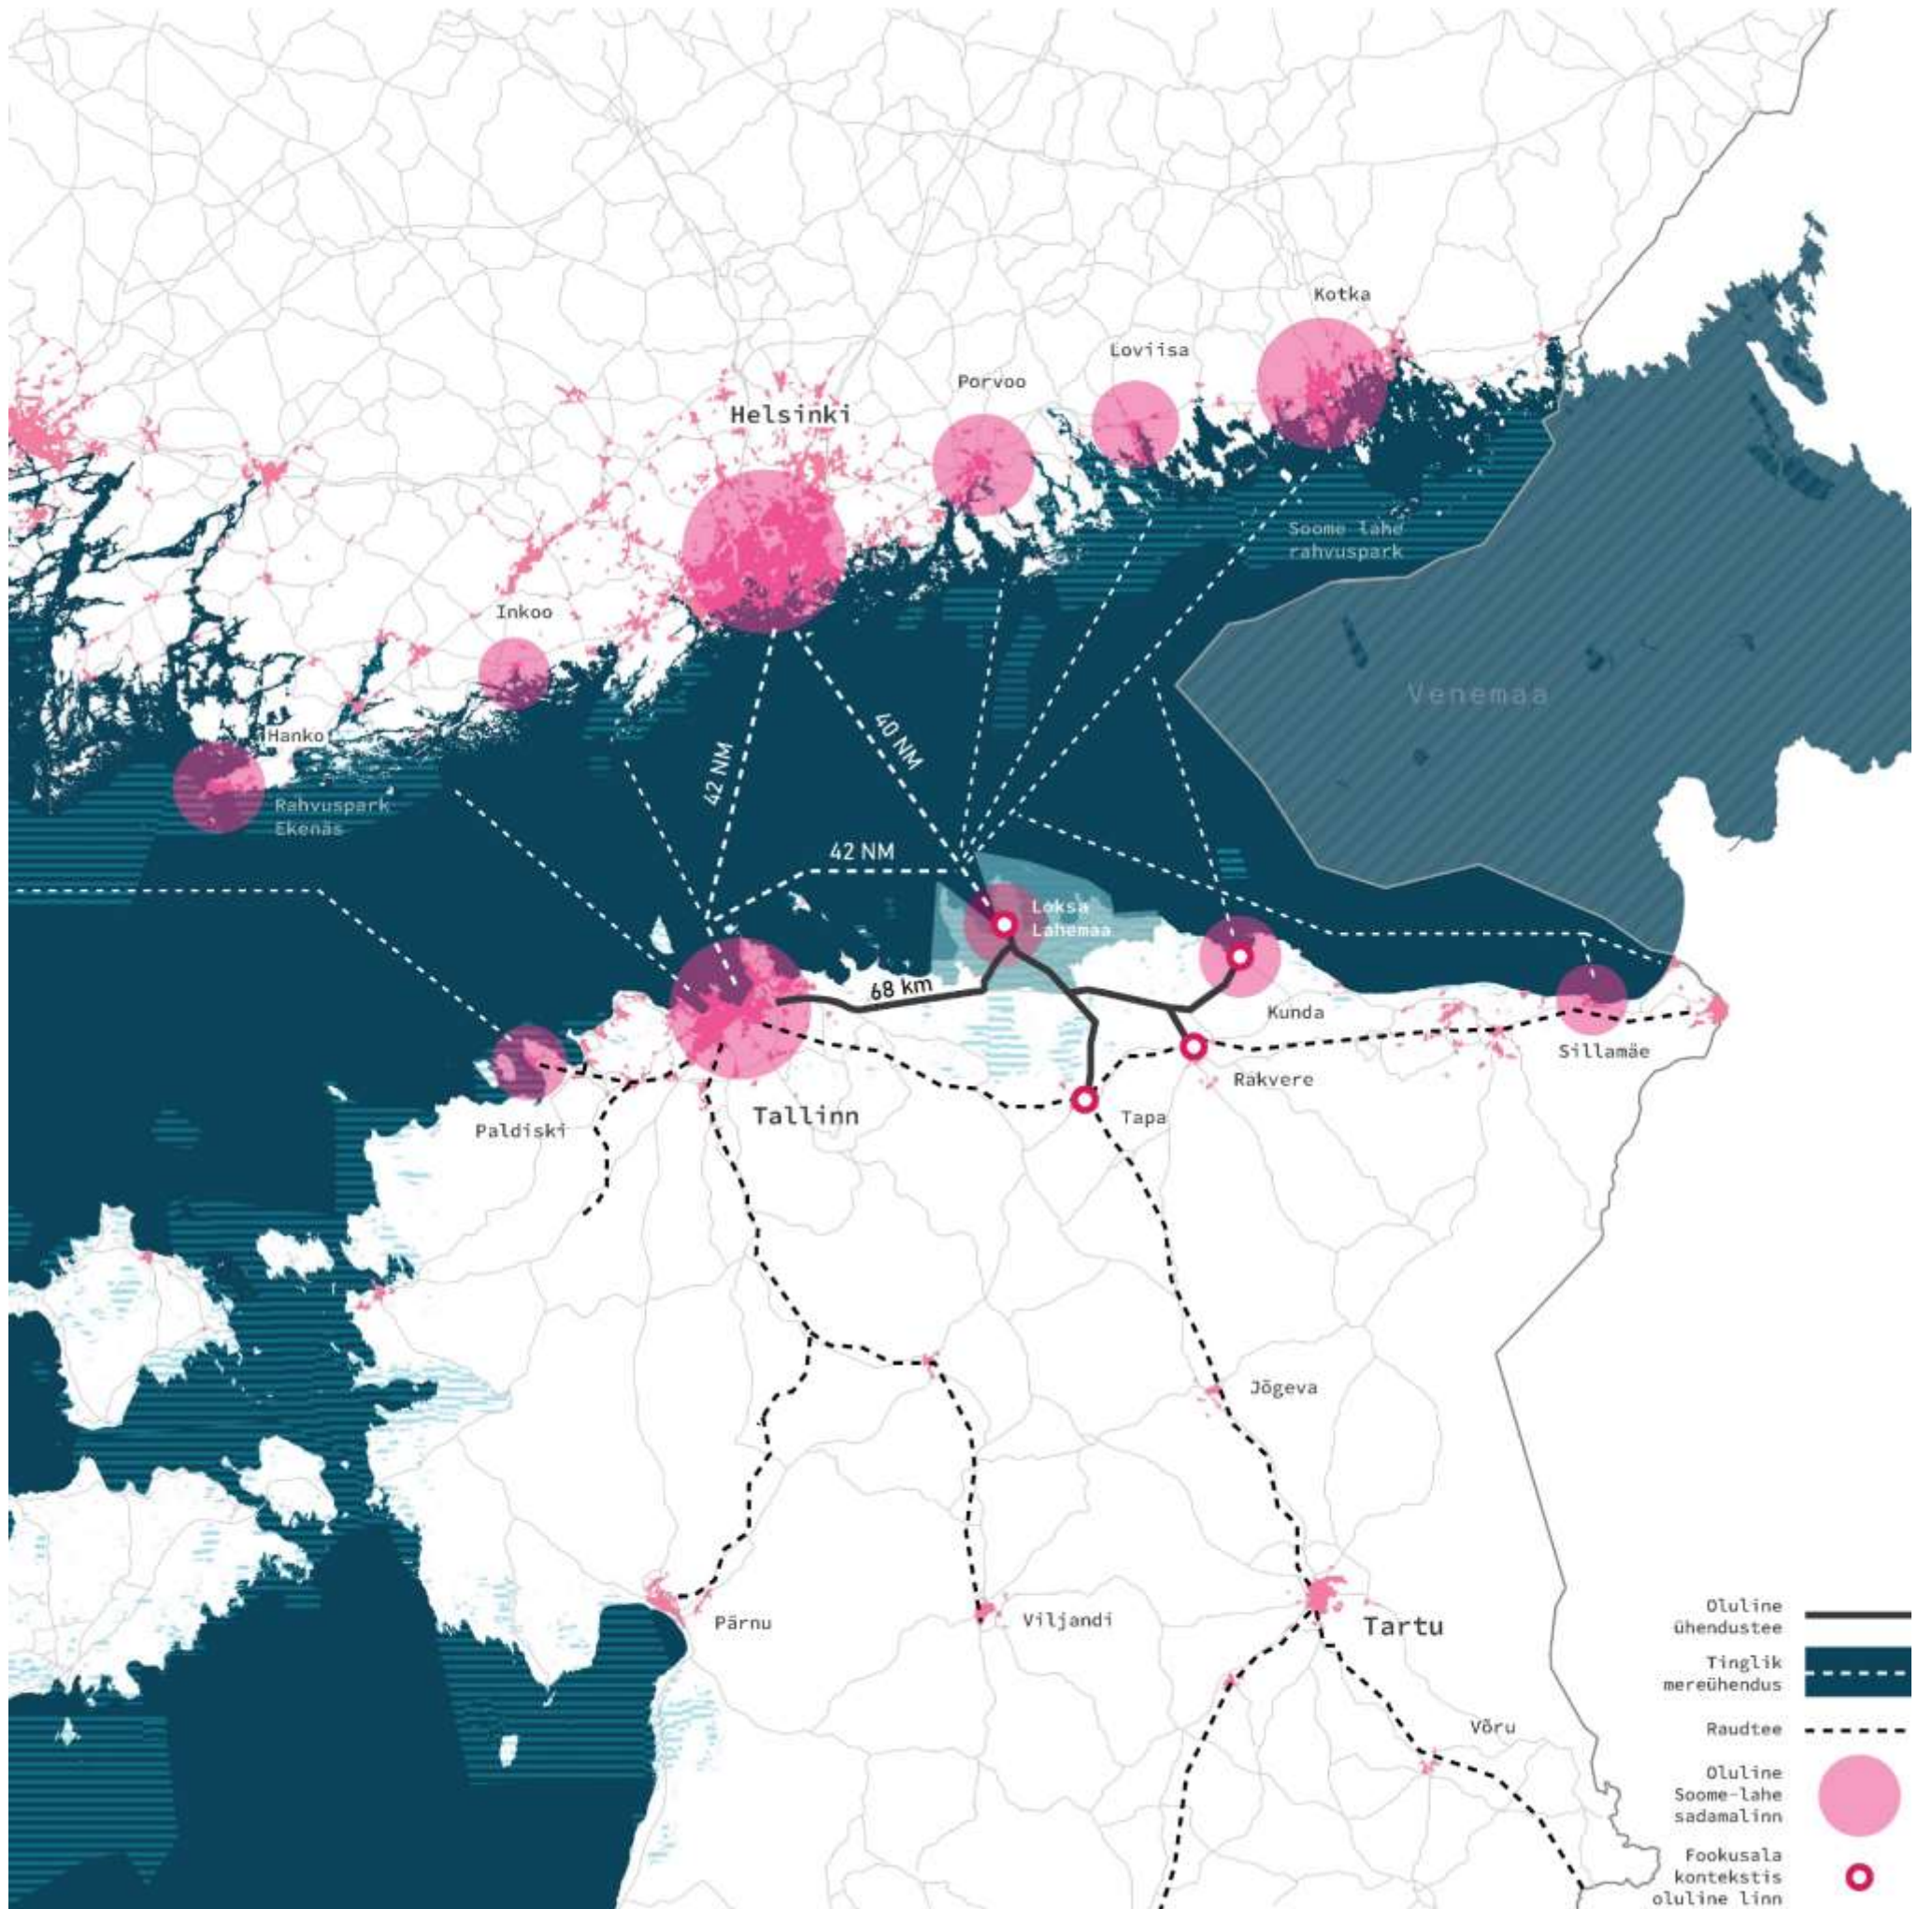 Kotka
Loviisa
Porvoo
Helsinki
Soome lahe
rahvuspark
Inkoo
Venemaa
Hanko
40 NM
42 NM
Rahvuspark
Ekenäs
42 NM
Loksa
Lahemaa
68 km
Kunda
Sillamäe
Rakvere
Tallinn
Tapa
Paldiski
Jõgeva
Pärnu
Viljandi
Tartu
Võru
Oluline
ühendustee
Tinglik
mereühendus
Raudtee
Oluline
Soome-lahe
sadamalinn
Fookusala
kontekstis
oluline linn